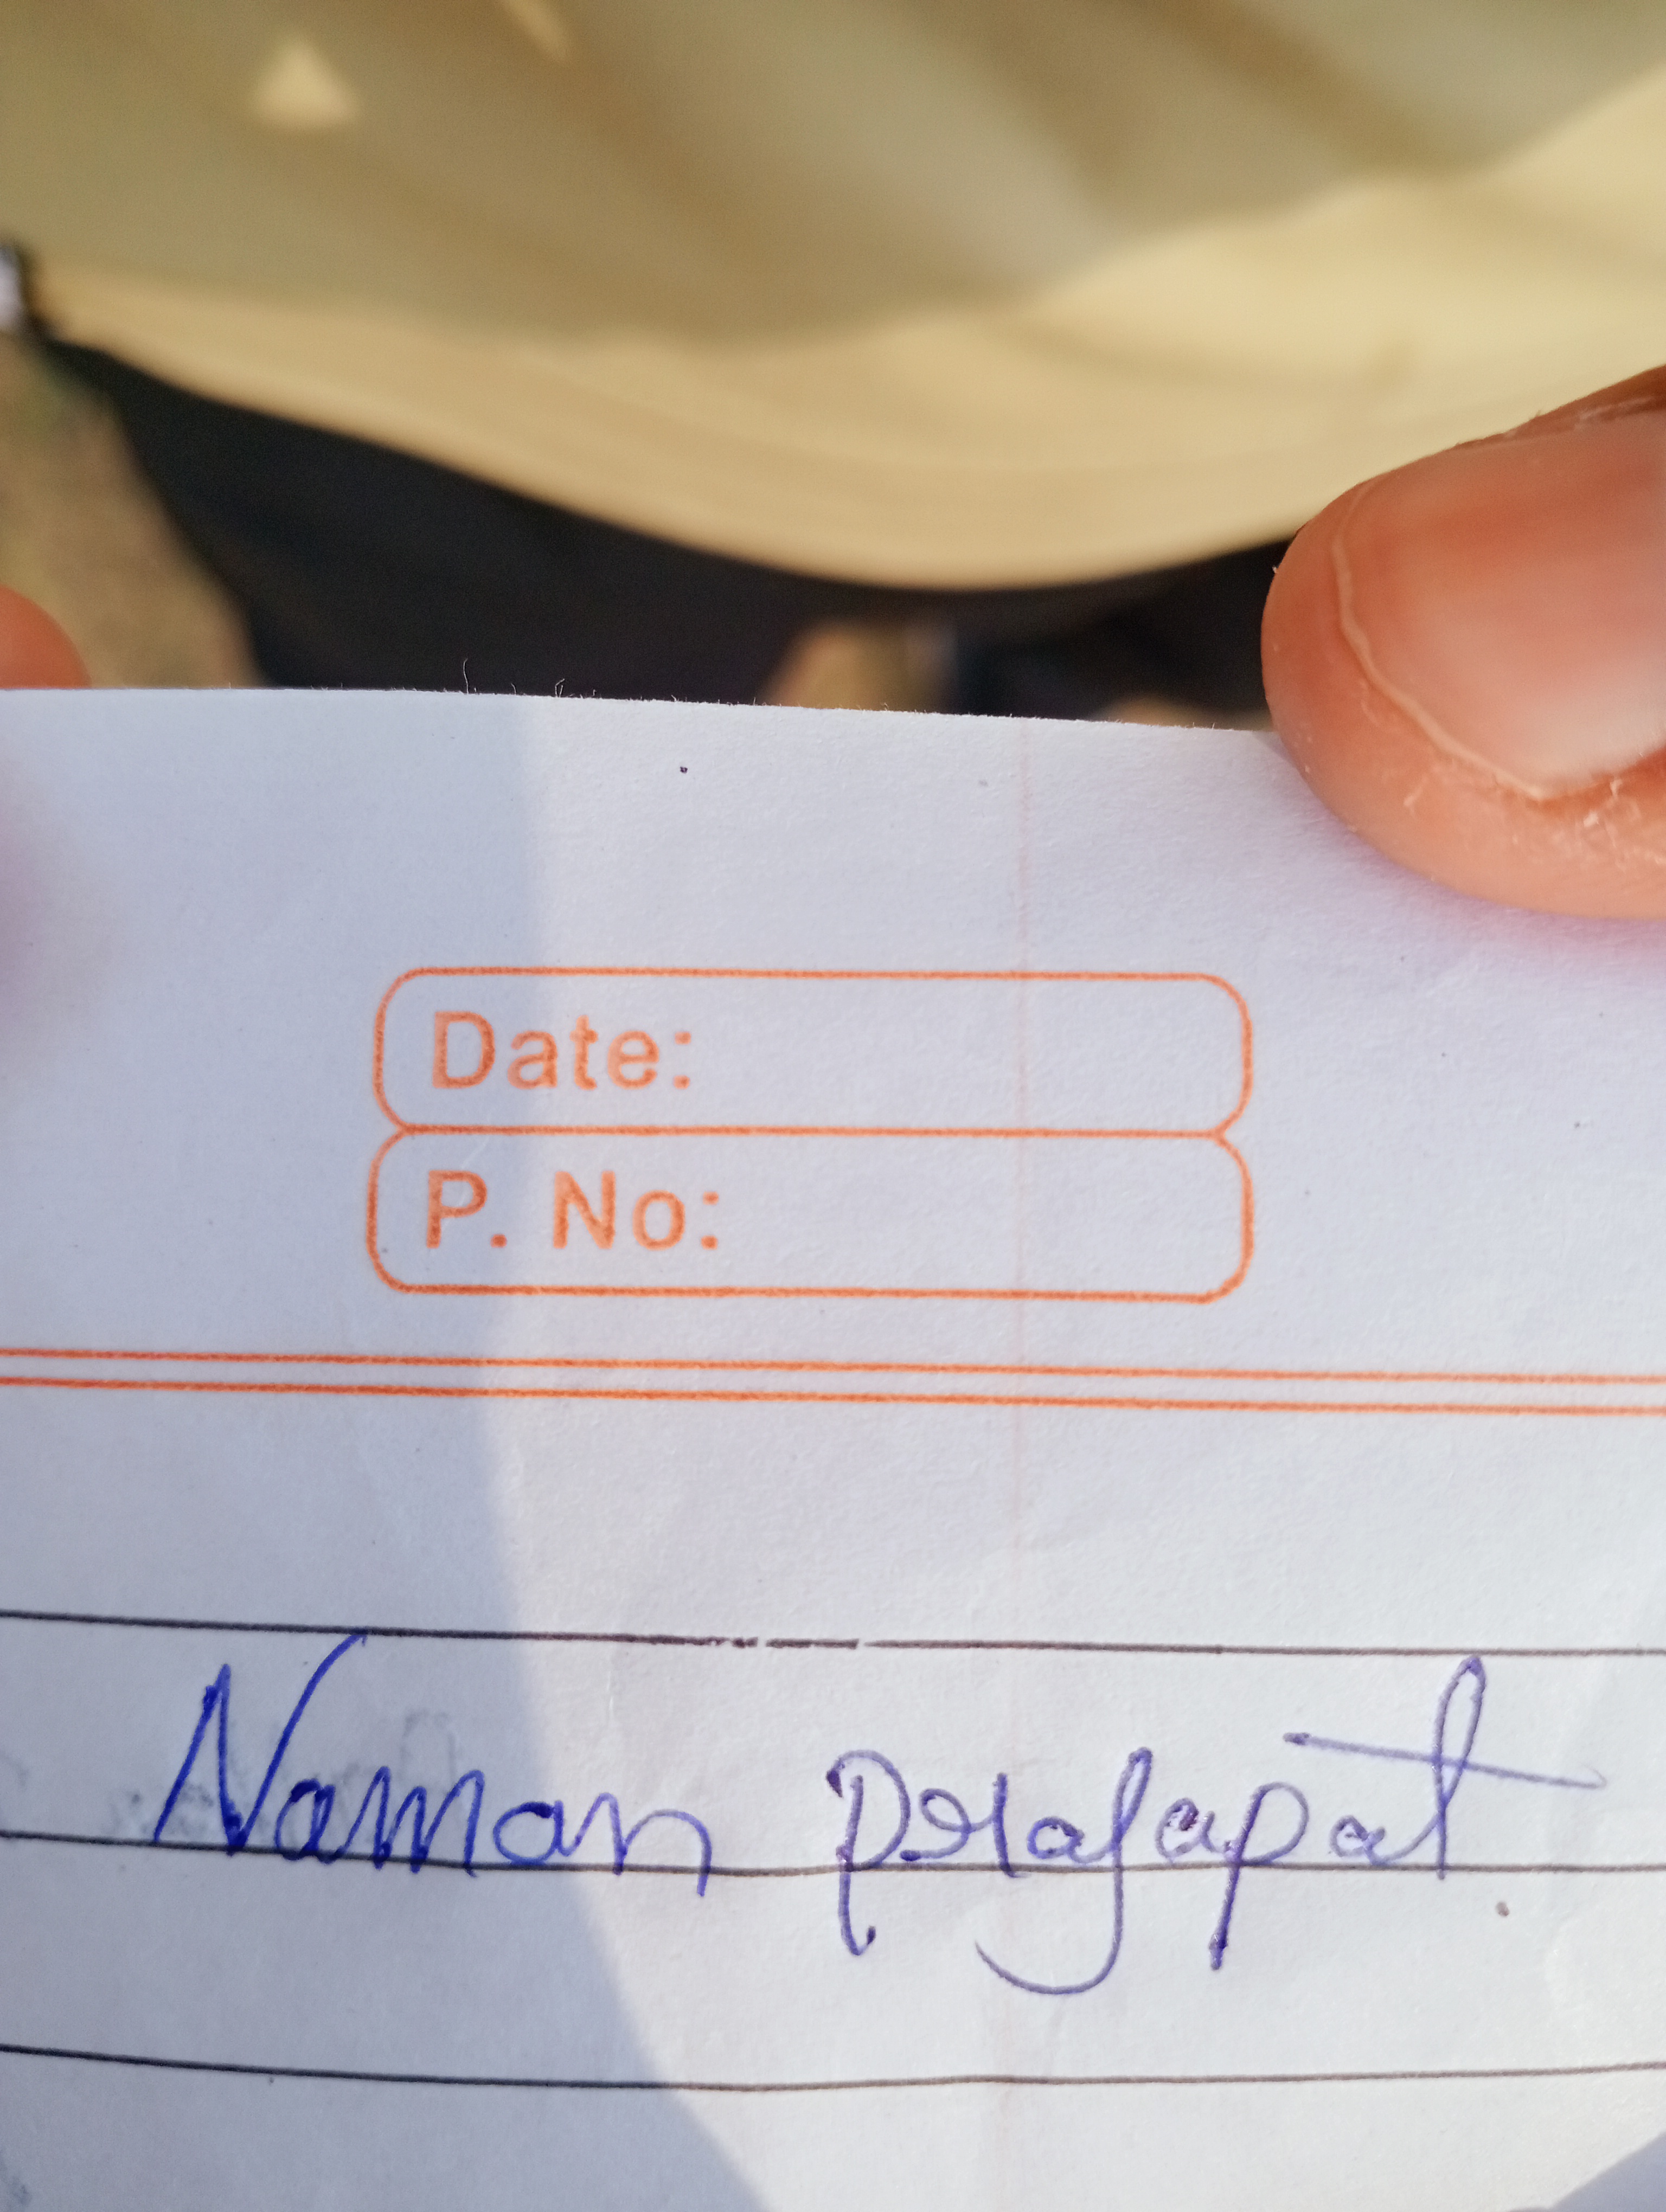 Date:
P. No:
Naman Prajapat.